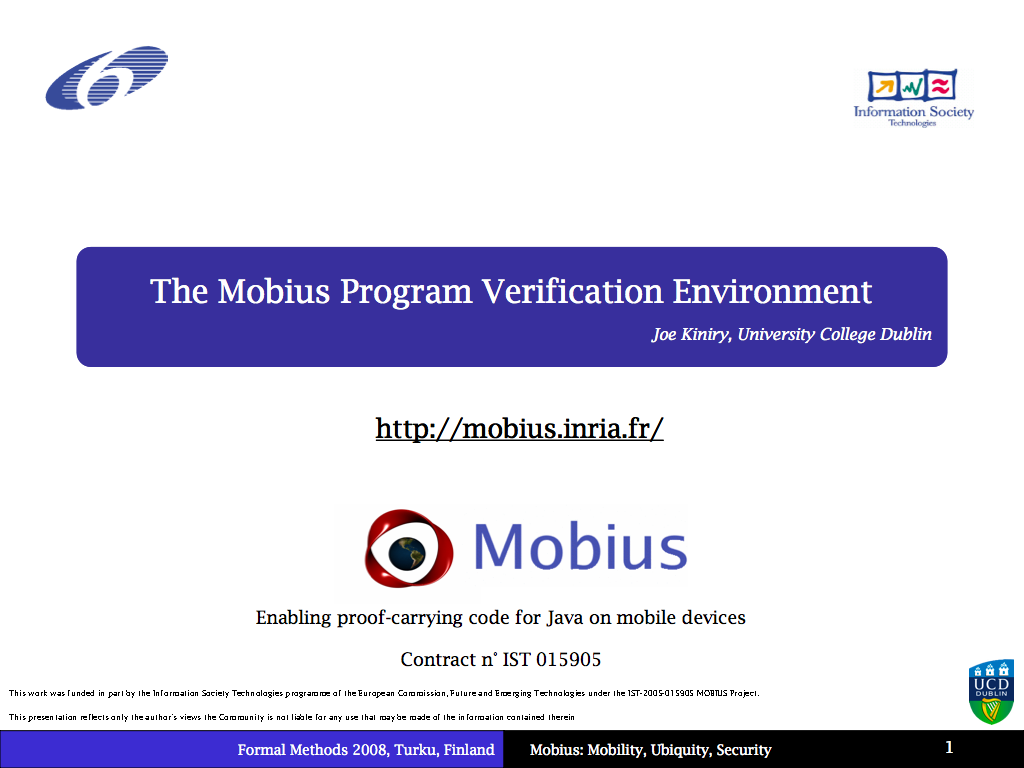 6
Information Society
Technologies
The Mobius Program Verification Environment
Joe Kiniry, University College Dublin
http://mobius.inria.fr/
Mobius
Enabling proof-carrying code for Java on mobile devices
Contract n° IST 015905
This work was funded in part by the Information Society Technologies programme of the European Commission, Future and Emerging Technologies under the IST-2005-015905 MOBIUS Project.
This presentation reflects only the author's views the Community is not liable for any use that may be made of the information contained therein
UCD
DUBLIN
Formal Methods 2008, Turku, Finland
Mobius: Mobility, Ubiquity, Security
1